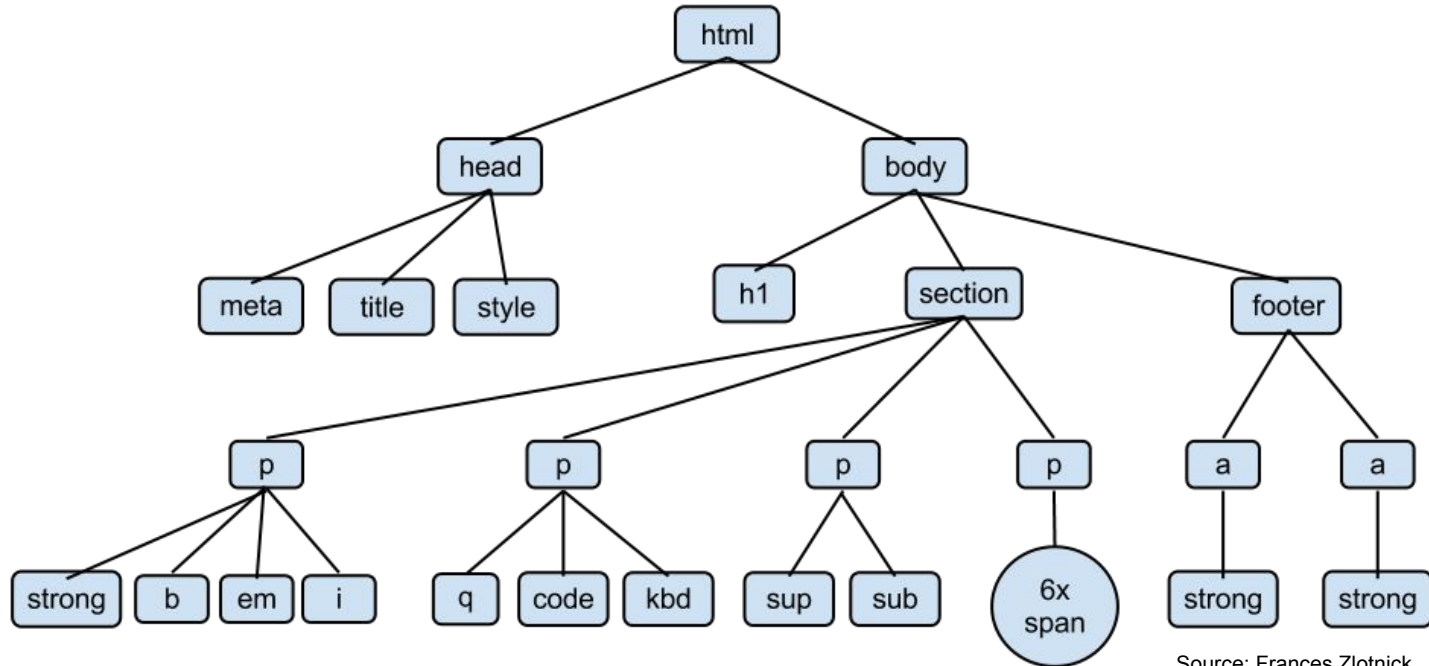 html
head
body
meta
title
style
h1
section
footer
p
p
p
p
a
a
strong
b
em
i
q
code
kbd
sup
sub
6x
span
strong
strong
Source: Frances Zlotnick